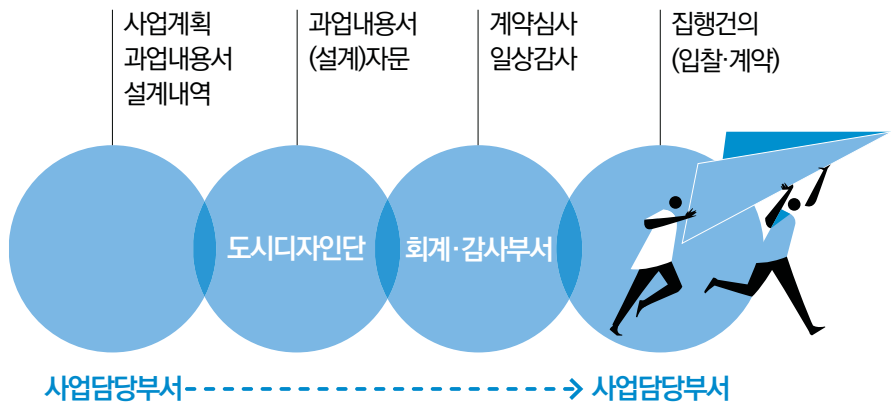 사업계획
과업내용서
설계내역
과업내용서
(설계)자문
계약심사
일상감사
집행건의
(입찰·계약)
도시디자인단
회계·감사부서
사업담당부서
사업담당부서